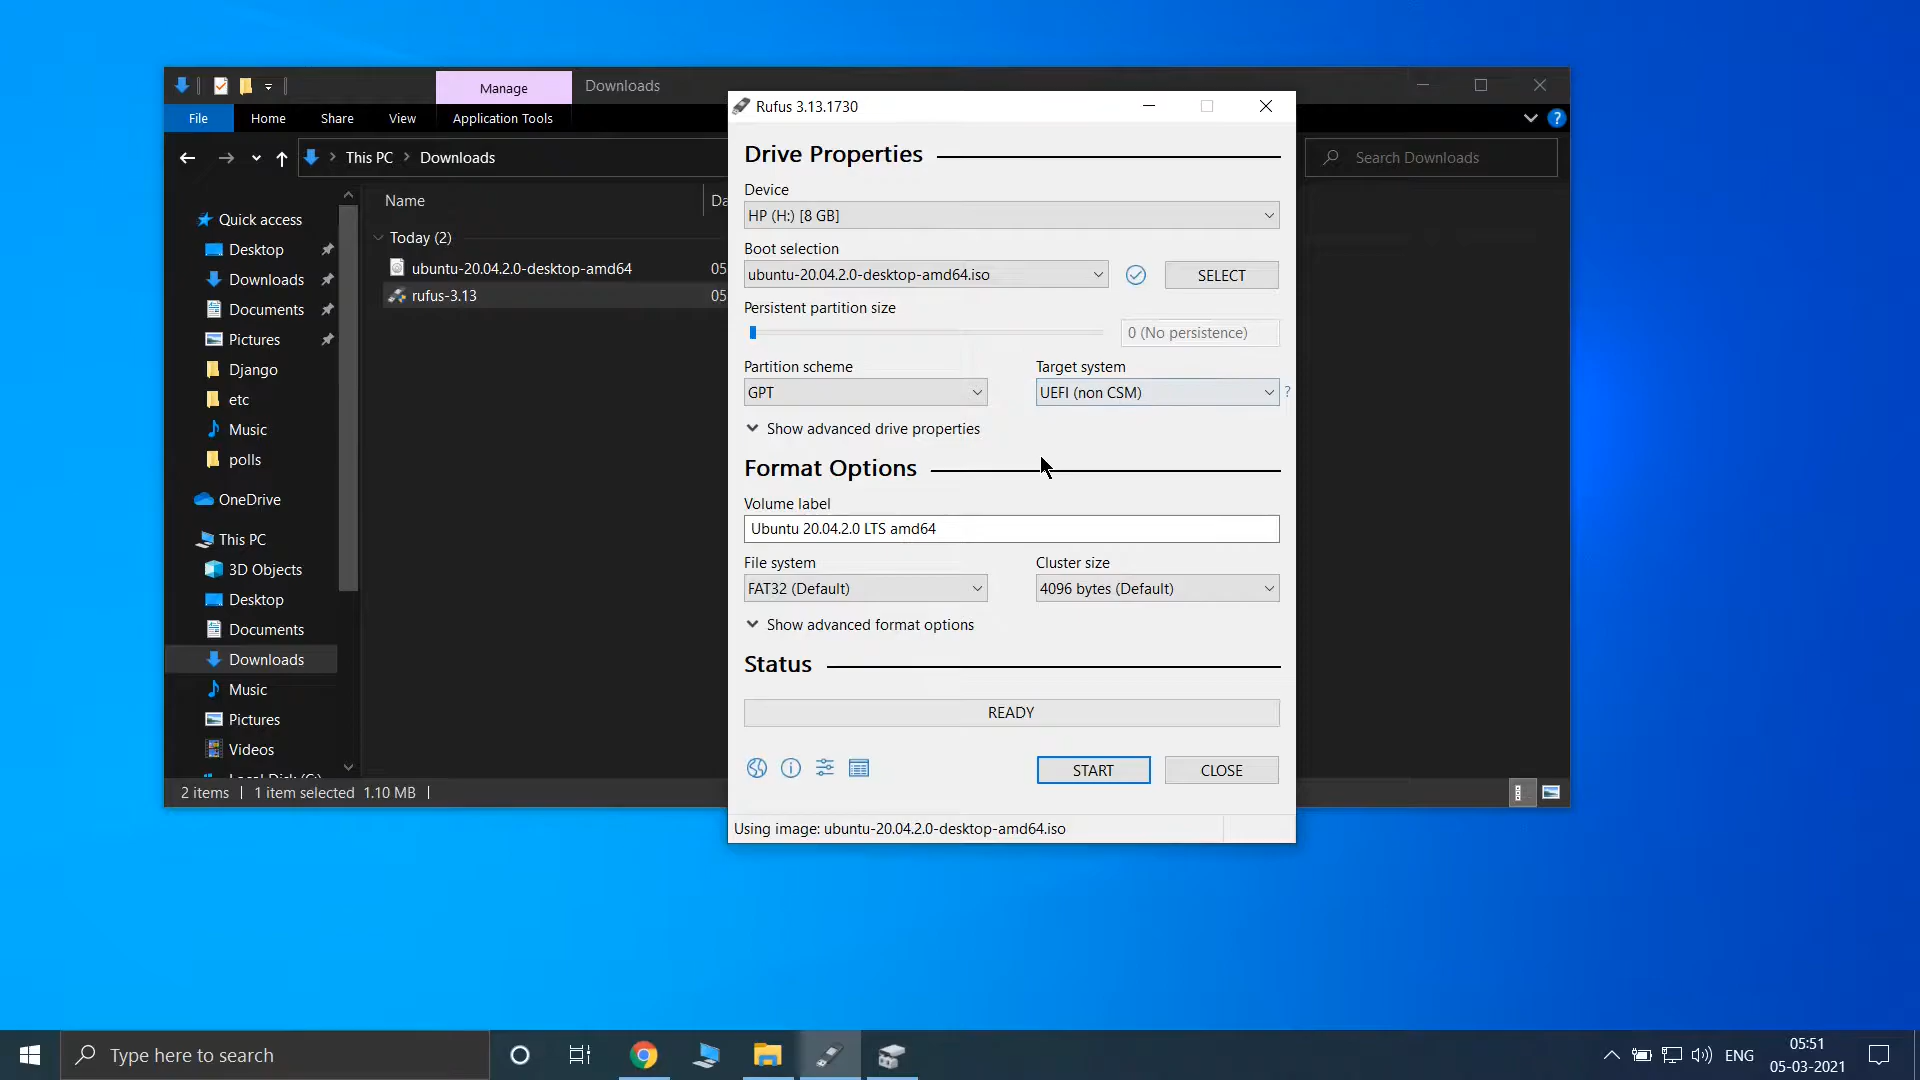 Manage
Downloads
File
Home
Share
View
Application Tools
This PC
Downloads
Search Downloads
Name
Da
Today (2)
ubuntu-20.04.2.0-desktop-amd64
05
rufus-3.13
05
Quick access
Desktop
Downloads
Documents
Pictures
Django
etc
Music
polls
OneDrive
This PC
3D Objects
Desktop
Documents
Downloads
Music
Pictures
Videos
Local Disk (C:)
2 items
1 item selected 1.10 MB
Rufus 3.13.1730
Drive Properties
Device
HP (H:) [8 GB]
Boot selection
ubuntu-20.04.2.0-desktop-amd64.iso
SELECT
Persistent partition size
0 (No persistence)
Partition scheme
Target system
GPT
UEFI (non CSM)
?
Show advanced drive properties
Format Options
Volume label
Ubuntu 20.04.2.0 LTS amd64
File system
Cluster size
FAT32 (Default)
4096 bytes (Default)
Show advanced format options
Status
READY
START
CLOSE
Using image: ubuntu-20.04.2.0-desktop-amd64.iso
Type here to search
ENG
05:51
05-03-2021